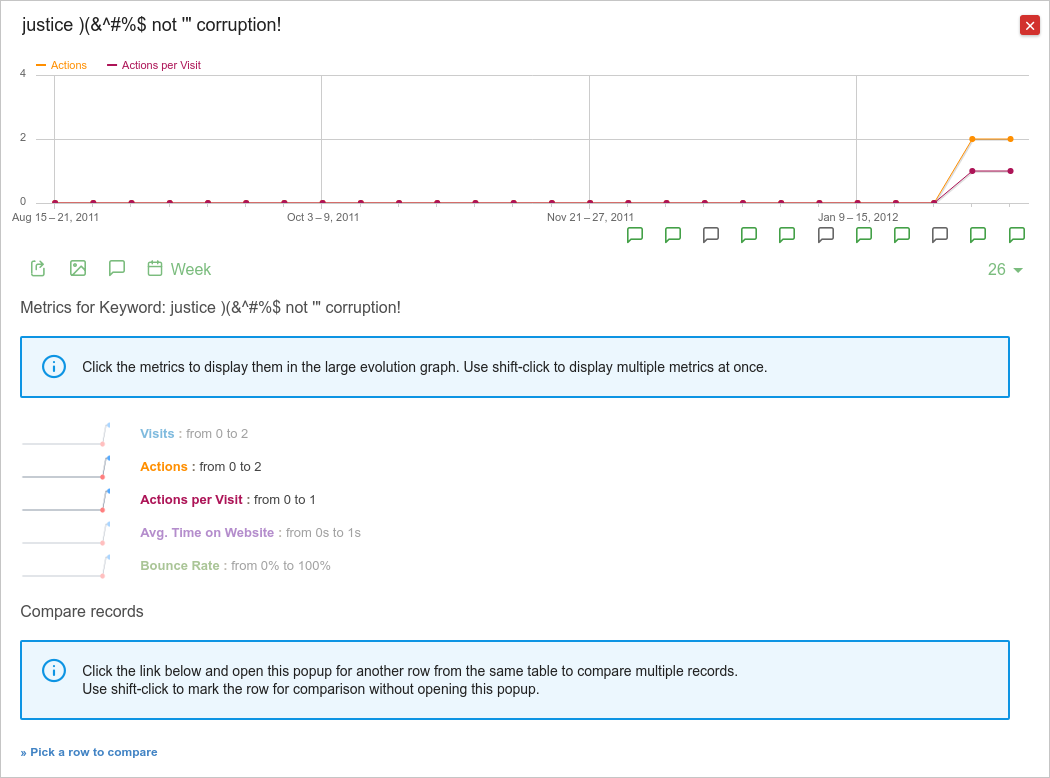 justice )(&^#%$ not '" corruption!
Actions Actions per Visit
4
2
0
Aug 15 – 21, 2011 Oct 3 – 9, 2011 Nov 21 – 27, 2011 Jan 9 – 15, 2012
Week 26
Metrics for Keyword: justice )(&^#%$ not '" corruption!
Click the metrics to display them in the large evolution graph. Use shift-click to display multiple metrics at once.
Visits : from 0 to 2
Actions : from 0 to 2
Actions per Visit : from 0 to 1
Avg. Time on Website : from 0s to 1s
Bounce Rate : from 0% to 100%
Compare records
Click the link below and open this popup for another row from the same table to compare multiple records.
Use shift-click to mark the row for comparison without opening this popup.
» Pick a row to compare